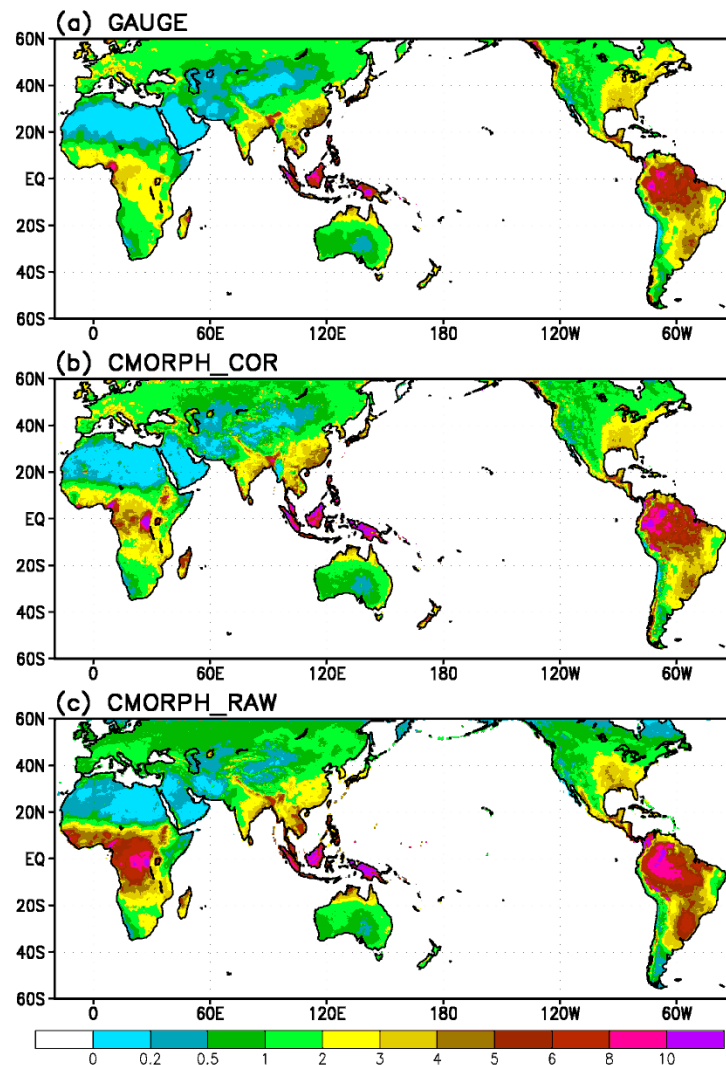 (a) GAUGE
60N
40N
20N
EQ
20S
40S
60S
0 60E 120E 180 120W 60W
(b) CMORPH_COR
60N
40N
20N
EQ
20S
40S
60S
0 60E 120E 180 120W 60W
(c) CMORPH_RAW
60N
40N
20N
EQ
20S
40S
60S
0 60E 120E 180 120W 60W
0 0.2 0.5 1 2 3 4 5 6 8 10